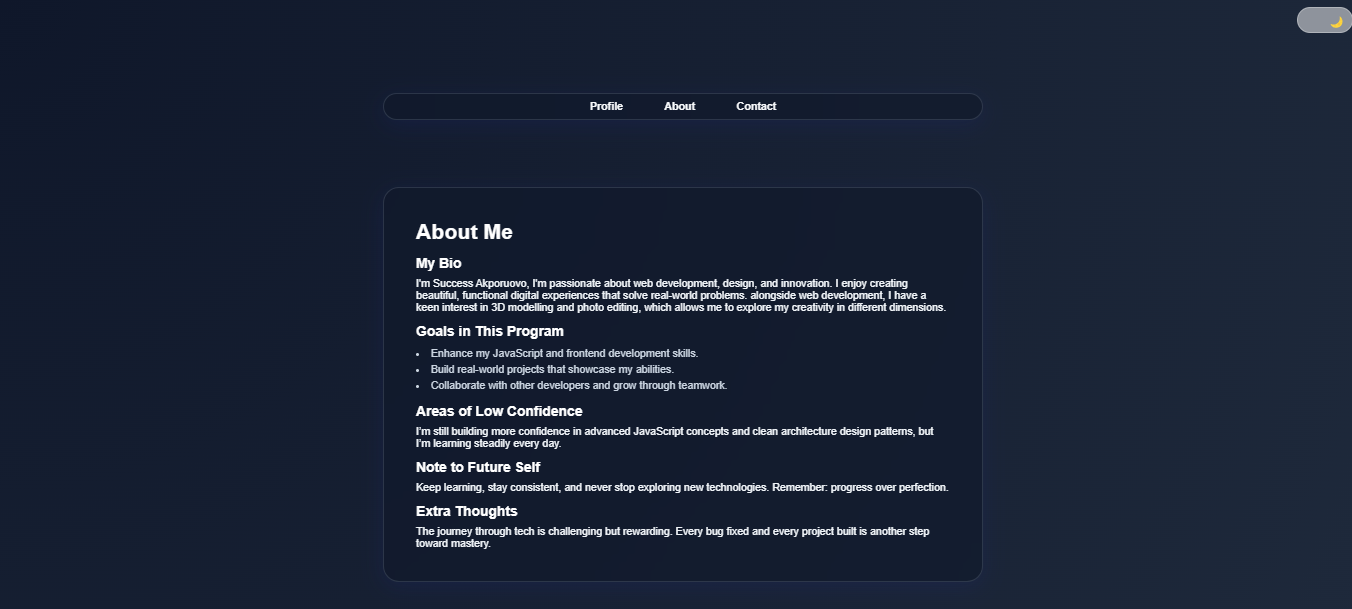 Profile About Contact
About Me
My Bio
I'm Success Akporuovo, I'm passionate about web development, design, and innovation. I enjoy creating
beautiful, functional digital experiences that solve real-world problems. alongside web development, I have a
keen interest in 3D modelling and photo editing, which allows me to explore my creativity in different dimensions.
Goals in This Program
• Enhance my JavaScript and frontend development skills.
• Build real-world projects that showcase my abilities.
• Collaborate with other developers and grow through teamwork.
Areas of Low Confidence
I'm still building more confidence in advanced JavaScript concepts and clean architecture design patterns, but
I'm learning steadily every day.
Note to Future Self
Keep learning, stay consistent, and never stop exploring new technologies. Remember: progress over perfection.
Extra Thoughts
The journey through tech is challenging but rewarding. Every bug fixed and every project built is another step
toward mastery.